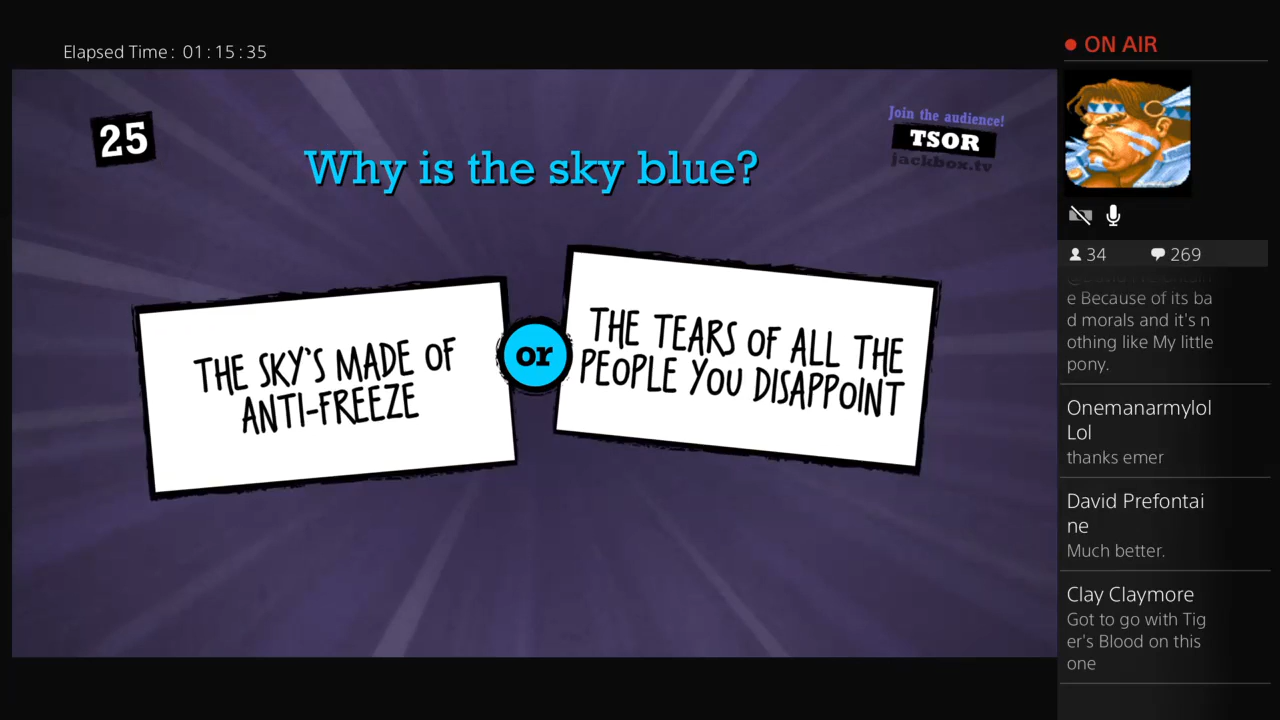 Elapsed Time: 01:15:35
25
Why is the sky blue?
Join the audience!
TSOR
jackbox.tv
THE SKY'S MADE OF
ANTI-FREEZE
or
THE TEARS OF ALL THE
PEOPLE YOU DISAPPOINT
ON AIR
34
269
e Because of its ba
d morals and it's n
othing like My little
pony.
Onemanarmylol
Lol
thanks emer
David Prefontai
ne
Much better.
Clay Claymore
Got to go with Tig
er's Blood on this
one